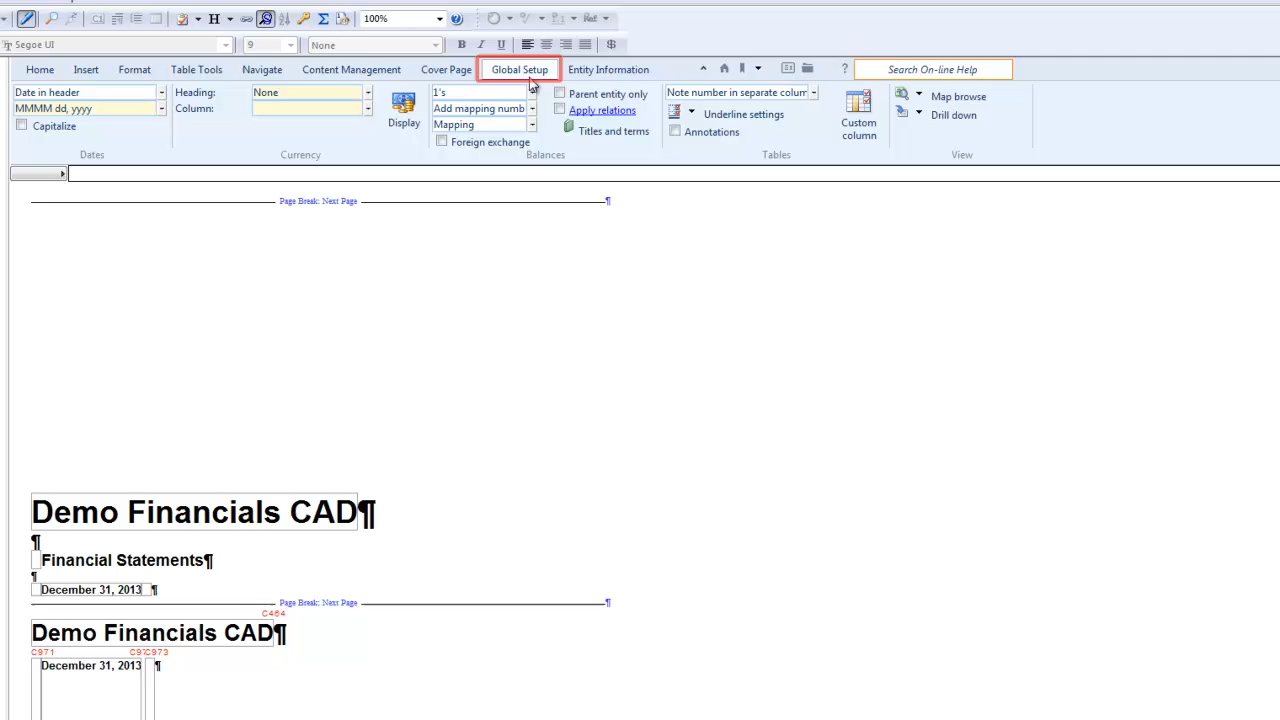 H 100%
Segoe UI 9 None B I U
Home Insert Format Table Tools Navigate Content Management Cover Page Global Setup Entity Information ? Search On-line Help
Date in header Heading: None 1's Parent entity only Note number in separate colum Map browse
MMMM dd, yyyy Column: Add mapping numb Apply relations Underline settings Drill down
Capitalize Display Mapping Titles and terms Annotations Custom column
Foreign exchange
Dates Currency Balances Tables View
Page Break: Next Page ¶
Demo Financials CAD¶
¶
Financial Statements¶
¶
December 31, 2013 ¶
Page Break: Next Page ¶
C464
Demo Financials CAD¶
C971 C973
December 31, 2013 ¶